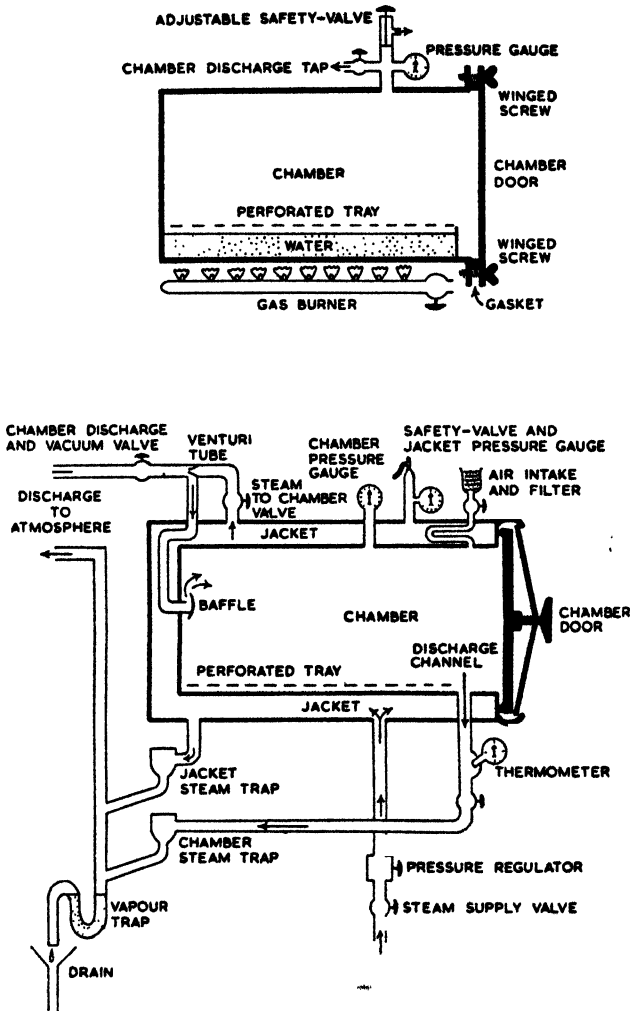 ADJUSTABLE SAFETY-VALVE
PRESSURE GAUGE
CHAMBER DISCHARGE TAP
WINGED
SCREW
CHAMBER
DOOR
CHAMBER
PERFORATED TRAY
WATER
WINGED
SCREW
GAS BURNER
GASKET
CHAMBER DISCHARGE
AND VACUUM VALVE
VENTURI
TUBE
CHAMBER
PRESSURE
GAUGE
SAFETY-VALVE AND
JACKET PRESSURE GAUGE
AIR INTAKE
AND FILTER
STEAM
TO CHAMBER
VALVE
DISCHARGE
TO
ATMOSPHERE
JACKET
BAFFLE
CHAMBER
CHAMBER
DOOR
DISCHARGE
CHANNEL
PERFORATED TRAY
JACKET
JACKET
STEAM TRAP
THERMOMETER
CHAMBER
STEAM TRAP
PRESSURE REGULATOR
VAPOUR
TRAP
STEAM SUPPLY VALVE
DRAIN